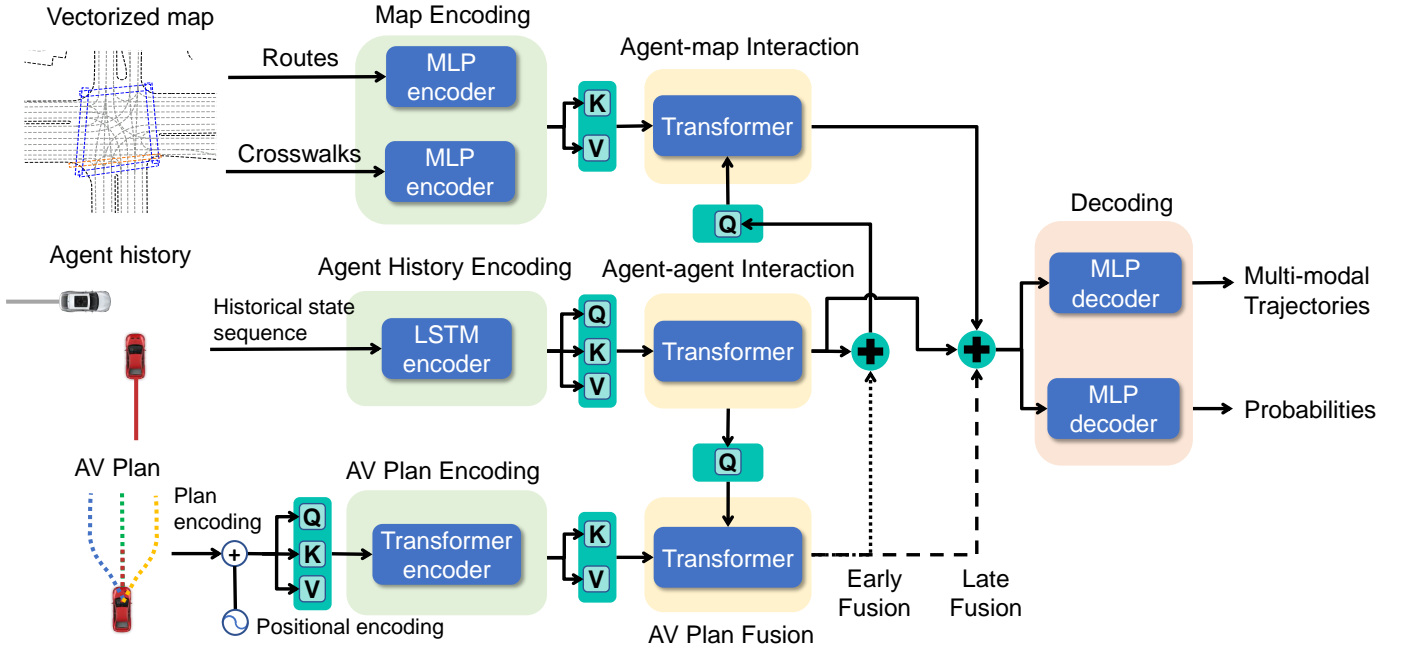 Vectorized map
Map Encoding
Routes
MLP
encoder
Crosswalks
MLP
encoder
K
V
Agent-map Interaction
Transformer
Q
Agent history
Agent History Encoding
Historical state
sequence
LSTM
encoder
Q
K
V
Agent-agent Interaction
Transformer
Q
AV Plan
Plan
encoding
+
Positional encoding
Q
K
V
AV Plan Encoding
Transformer
encoder
K
V
Transformer
AV Plan Fusion
Early
Fusion
Late
Fusion
Decoding
MLP
decoder
MLP
decoder
Multi-modal
Trajectories
Probabilities